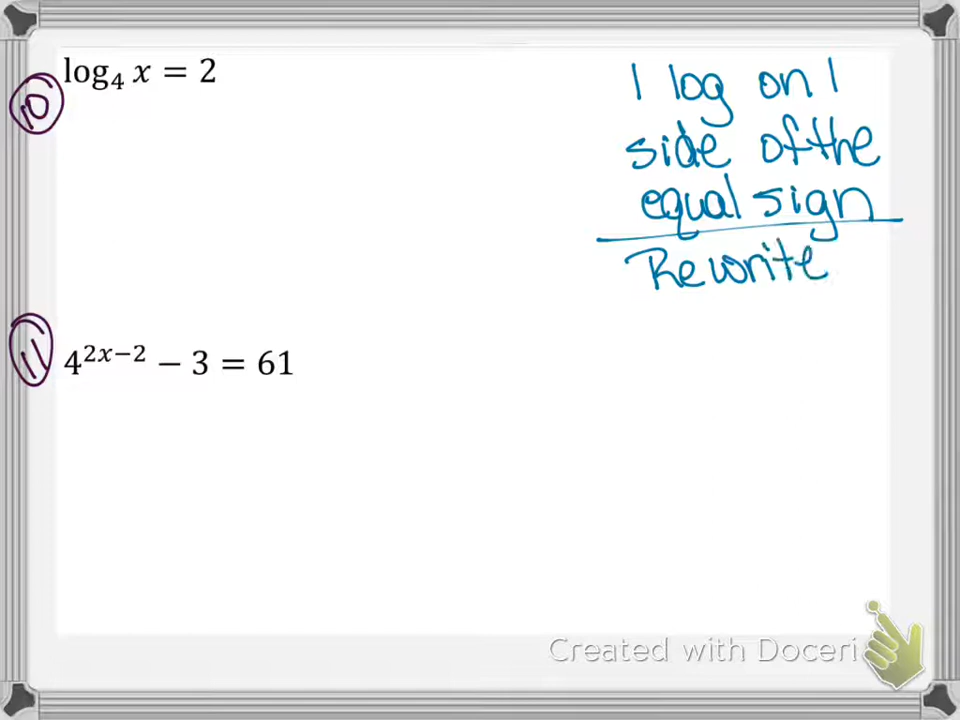 log₄ x = 2
10
1 log on 1
side of the
equal sign
Rewrite
11
4²ˣ⁻² − 3 = 61
Created with Doceri